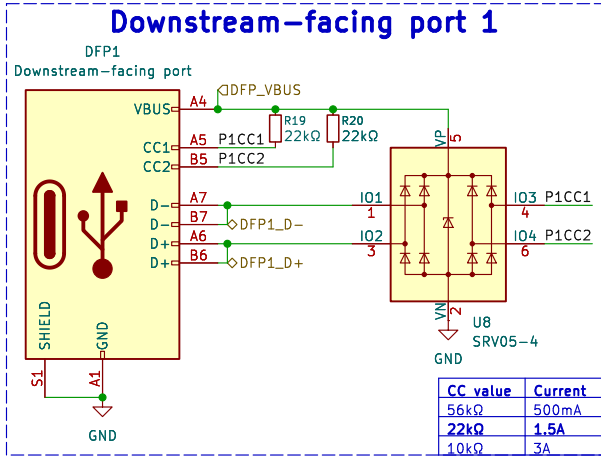 Downstream-facing port 1
DFP1
Downstream-facing port
DFP_VBUS
VBUS
A4
R19
22kΩ
R20
22kΩ
CC1
A5
P1CC1
CC2
B5
P1CC2
VP
5
D-
A7
IO1
1
IO3
4
P1CC1
D-
B7
DFP1_D-
D+
A6
IO2
3
IO4
6
P1CC2
D+
B6
DFP1_D+
SHIELD
GND
S1
A1
GND
VN
2
U8
SRV05-4
GND
CC value Current
56kΩ 500mA
22kΩ 1.5A
10kΩ 3A